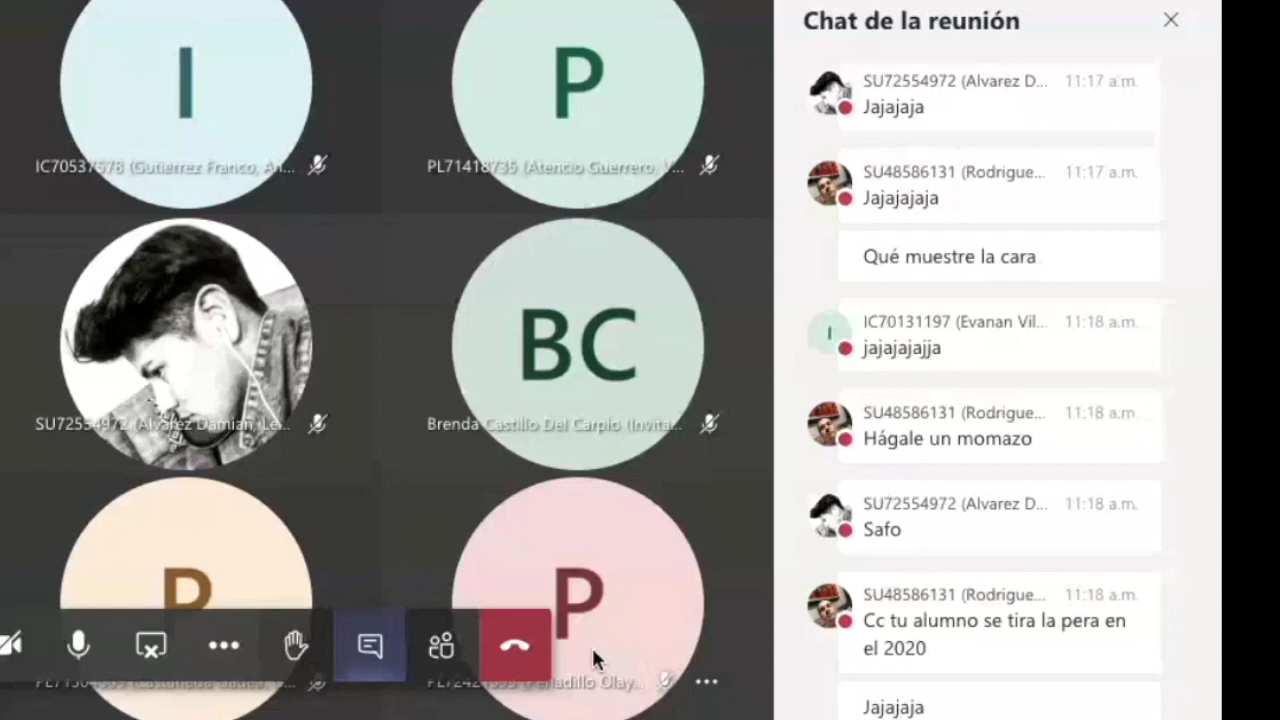 I
IC70537578 (Gutierrez Franco, An...
P
PL71418735 (Atencio Guerrero, V...
SU72554972 (Alvarez Damian, Le...
BC
Brenda Castillo Del Carpio (Invita...
P
P
Olay...
Chat de la reunión
SU72554972 (Alvarez D... 11:17 a.m.
Jajajaja
SU48586131 (Rodrigue... 11:17 a.m.
Jajajajaja
Qué muestre la cara
I
IC70131197 (Evanan Vil... 11:18 a.m.
jajajajajja
SU48586131 (Rodrigue... 11:18 a.m.
Hágale un momazo
SU72554972 (Alvarez D... 11:18 a.m.
Safo
SU48586131 (Rodrigue... 11:18 a.m.
Cc tu alumno se tira la pera en
el 2020
Jajajaja